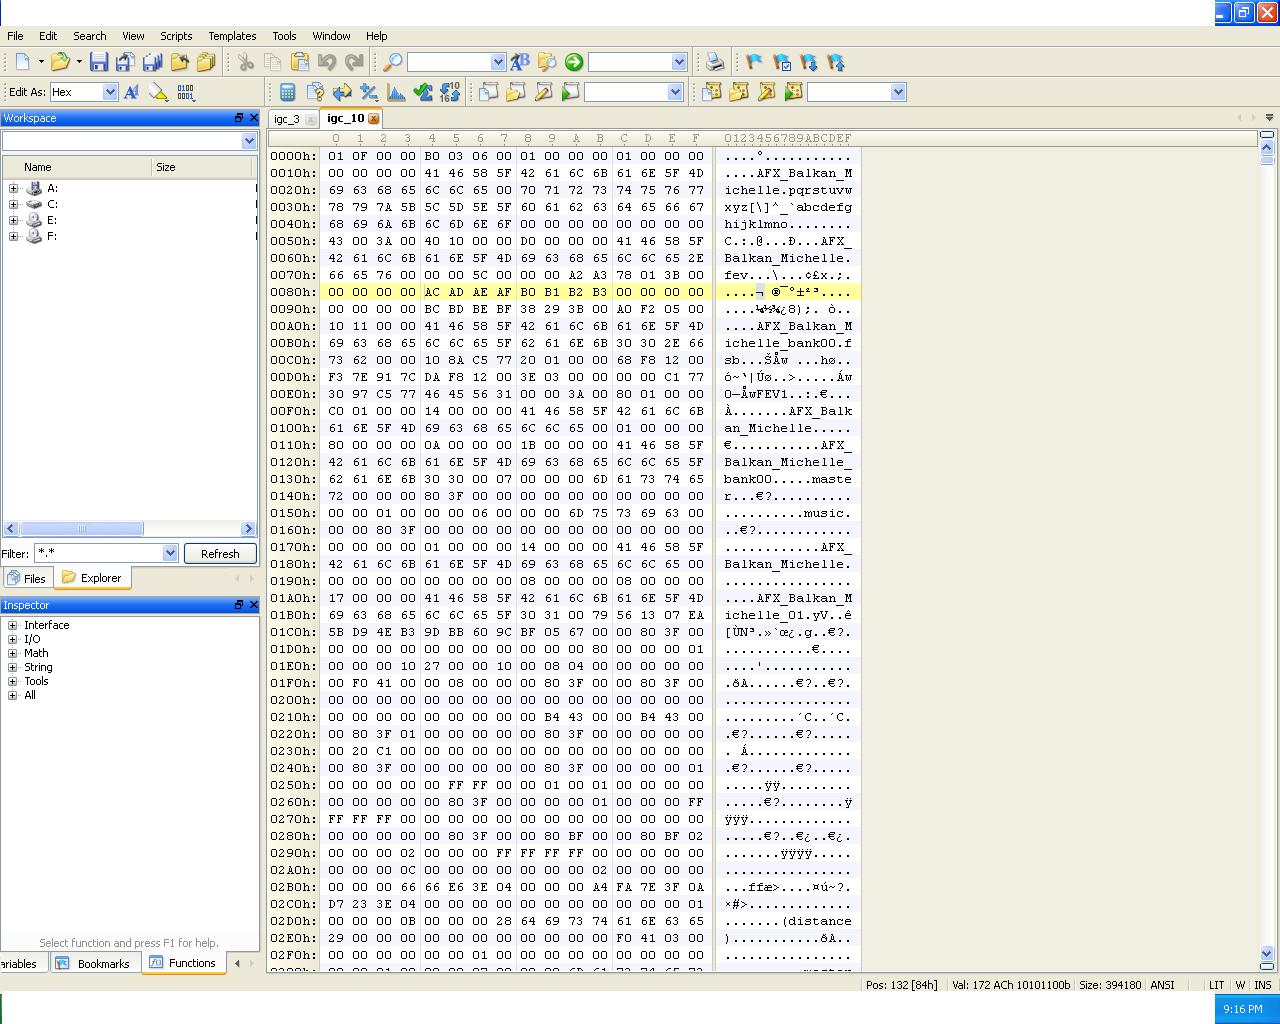 File Edit Search View Scripts Templates Tools Window Help
Edit As: Hex
Workspace
igc_3 igc_10
0 1 2 3 4 5 6 7 8 9 A B C D E F 0123456789ABCDEF
Name Size
A:
C:
E:
F:
0000h: 01 0F 00 00 B0 03 06 00 01 00 00 00 01 00 00 00 ....°...........
0010h: 00 00 00 00 41 46 58 5F 42 61 6C 6B 61 6E 5F 4D ....AFX_Balkan_M
0020h: 69 63 68 65 6C 6C 65 00 70 71 72 73 74 75 76 77 ichelle.pqrstuvw
0030h: 78 79 7A 5B 5C 5D 5E 5F 60 61 62 63 64 65 66 67 xyz[\]^_`abcdefg
0040h: 68 69 6A 6B 6C 6D 6E 6F 00 00 00 00 00 00 00 00 hijklmno........
0050h: 43 00 3A 00 40 10 00 00 D0 00 00 00 41 46 58 5F C.:.@...Ð...AFX_
0060h: 42 61 6C 6B 61 6E 5F 4D 69 63 68 65 6C 6C 65 2E Balkan_Michelle.
0070h: 66 65 76 00 00 00 5C 00 00 00 A2 A3 78 01 3B 00 fev...\...¢£x.;.
0080h: 00 00 00 00 AC AD AE AF B0 B1 B2 B3 00 00 00 00 ....¬ ®¯°±²³....
0090h: 00 00 00 00 BC BD BE BF 38 29 3B 00 A0 F2 05 00 ....¼½¾¿8);. ò..
00A0h: 10 11 00 00 41 46 58 5F 42 61 6C 6B 61 6E 5F 4D ....AFX_Balkan_M
00B0h: 69 63 68 65 6C 6C 65 5F 62 61 6E 6B 30 30 2E 66 ichelle_bank00.f
00C0h: 73 62 00 00 10 8A C5 77 20 01 00 00 68 F8 12 00 sb...ŠÅw ...hø..
00D0h: F3 7E 91 7C DA F8 12 00 3E 03 00 00 00 00 C1 77 ó~‘|Úø..>.....Áw
00E0h: 30 97 C5 77 46 45 56 31 00 00 3A 00 80 01 00 00 0—ÅwFEV1..:.€...
00F0h: C0 01 00 00 14 00 00 00 41 46 58 5F 42 61 6C 6B À.......AFX_Balk
0100h: 61 6E 5F 4D 69 63 68 65 6C 6C 65 00 01 00 00 00 an_Michelle.....
0110h: 80 00 00 00 0A 00 00 00 1B 00 00 00 41 46 58 5F €...........AFX_
0120h: 42 61 6C 6B 61 6E 5F 4D 69 63 68 65 6C 6C 65 5F Balkan_Michelle_
0130h: 62 61 6E 6B 30 30 00 07 00 00 00 6D 61 73 74 65 bank00.....maste
0140h: 72 00 00 00 80 3F 00 00 00 00 00 00 00 00 00 00 r...€?..........
0150h: 00 00 01 00 00 00 06 00 00 00 6D 75 73 69 63 00 ..........music.
0160h: 00 00 80 3F 00 00 00 00 00 00 00 00 00 00 00 00 ..€?............
0170h: 00 00 00 00 01 00 00 00 14 00 00 00 41 46 58 5F ............AFX_
0180h: 42 61 6C 6B 61 6E 5F 4D 69 63 68 65 6C 6C 65 00 Balkan_Michelle.
0190h: 00 00 00 00 00 00 00 00 08 00 00 00 08 00 00 00 ................
01A0h: 17 00 00 00 41 46 58 5F 42 61 6C 6B 61 6E 5F 4D ....AFX_Balkan_M
01B0h: 69 63 68 65 6C 6C 65 5F 30 31 00 79 56 13 07 EA ichelle_01.yV..ê
01C0h: 5B D9 4E B3 9D BB 60 9C BF 05 67 00 00 80 3F 00 [ÙN³.»`œ¿.g..€?.
01D0h: 00 00 00 00 00 00 00 00 00 00 00 80 00 00 00 01 ...........€....
01E0h: 00 00 00 10 27 00 00 10 00 08 04 00 00 00 00 00 ....'...........
01F0h: 00 F0 41 00 00 08 00 00 00 80 3F 00 00 80 3F 00 .ðA......€?..€?.
0200h: 00 00 00 00 00 00 00 00 00 00 00 00 00 00 00 00 ................
0210h: 00 00 00 00 00 00 00 00 00 B4 43 00 00 B4 43 00 .........´C..´C.
0220h: 00 80 3F 01 00 00 00 00 00 80 3F 00 00 00 00 00 .€?......€?.....
0230h: 00 20 C1 00 00 00 00 00 00 00 00 00 00 00 00 00 . Á.............
0240h: 00 80 3F 00 00 00 00 00 00 80 3F 00 00 00 00 01 .€?......€?.....
0250h: 00 00 00 00 00 FF FF 00 00 01 00 01 00 00 00 00 .....ÿÿ.........
0260h: 00 00 00 00 00 80 3F 00 00 00 00 01 00 00 00 FF .....€?........ÿ
0270h: FF FF FF 00 00 00 00 00 00 00 00 00 00 00 00 00 ÿÿÿ.............
0280h: 00 00 00 00 00 80 3F 00 00 80 BF 00 00 80 BF 02 .....€?..€¿..€¿.
0290h: 00 00 00 02 00 00 00 FF FF FF FF 00 00 00 00 00 .......ÿÿÿÿ.....
02A0h: 00 00 00 0C 00 00 00 00 00 00 00 02 00 00 00 00 ................
02B0h: 00 00 00 66 66 E6 3E 04 00 00 00 A4 FA 7E 3F 0A ...ffæ>....¤ú~?.
02C0h: D7 23 3E 04 00 00 00 00 00 00 00 00 00 00 00 01 ×#>.............
02D0h: 00 00 00 0B 00 00 00 28 64 69 73 74 61 6E 63 65 .......(distance
02E0h: 29 00 00 00 00 00 00 00 00 00 00 00 F0 41 03 00 )...........ðA..
02F0h: 00 00 00 00 00 00 01 00 00 00 00 00 00 00 00 00 ................
Filter: *.* Refresh
Files Explorer
Inspector
Interface
I/O
Math
String
Tools
All
Select function and press F1 for help.
ariables Bookmarks Functions
Pos: 132 [84h] Val: 172 ACh 10101100b Size: 394180 ANSI LIT W INS
9:16 PM